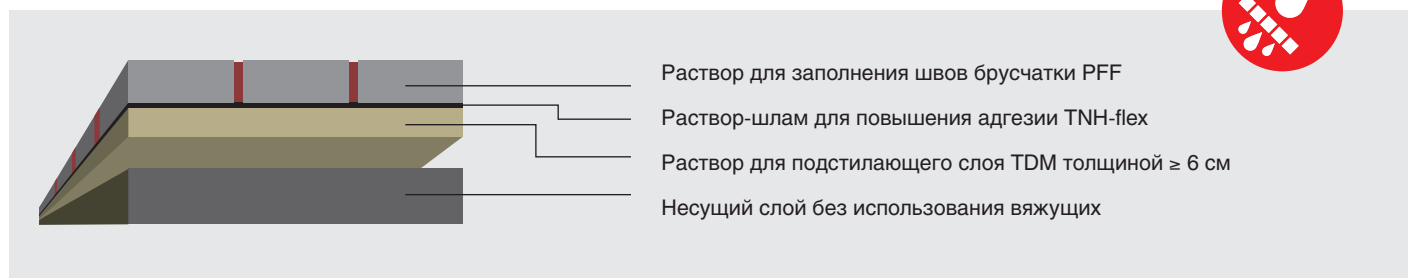 Раствор для заполнения швов брусчатки PFF
Раствор-шлам для повышения адгезии TNH-flex
Раствор для подстилающего слоя TDM толщиной ≥ 6 см
Несущий слой без использования вяжущих